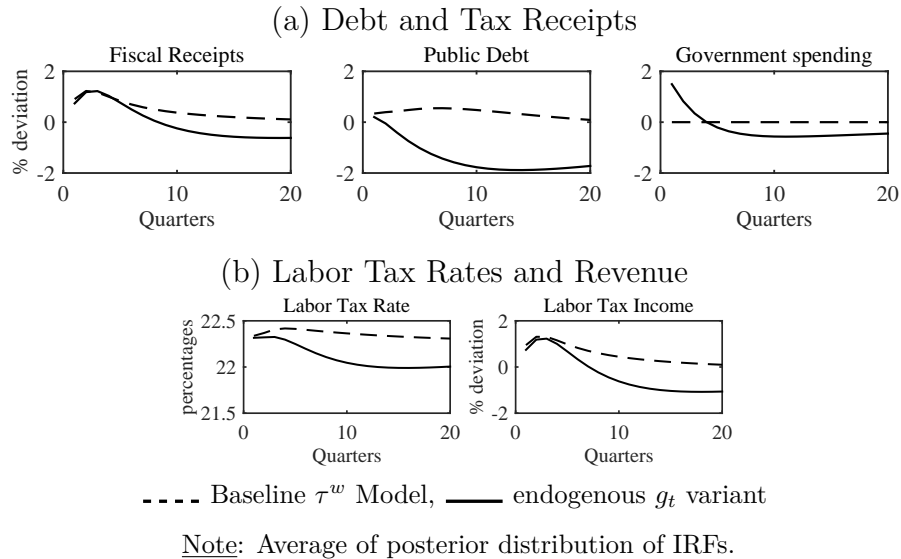 (a) Debt and Tax Receipts
Fiscal Receipts
Public Debt
Government spending
% deviation
2
0
-2
0
10
20
Quarters
2
0
-2
0
10
20
Quarters
2
0
-2
0
10
20
Quarters
(b) Labor Tax Rates and Revenue
Labor Tax Rate
Labor Tax Income
percentages
22.5
22
21.5
0
10
20
Quarters
% deviation
2
0
-2
0
10
20
Quarters
Baseline τ^w Model, endogenous g_t variant
Note: Average of posterior distribution of IRFs.